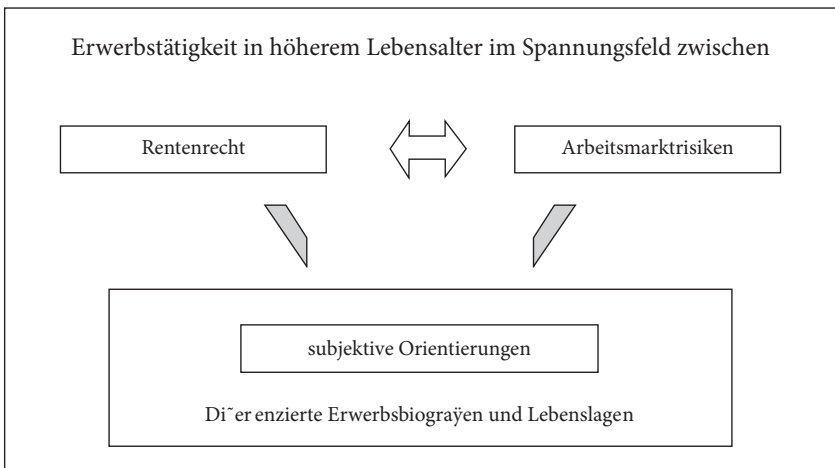 Erwerbstätigkeit in höherem Lebensalter im Spannungsfeld zwischen
Rentenrecht
Arbeitsmarktrisiken
subjektive Orientierungen
Di˜er enzierte Erwerbsbiograÿen und Lebenslagen